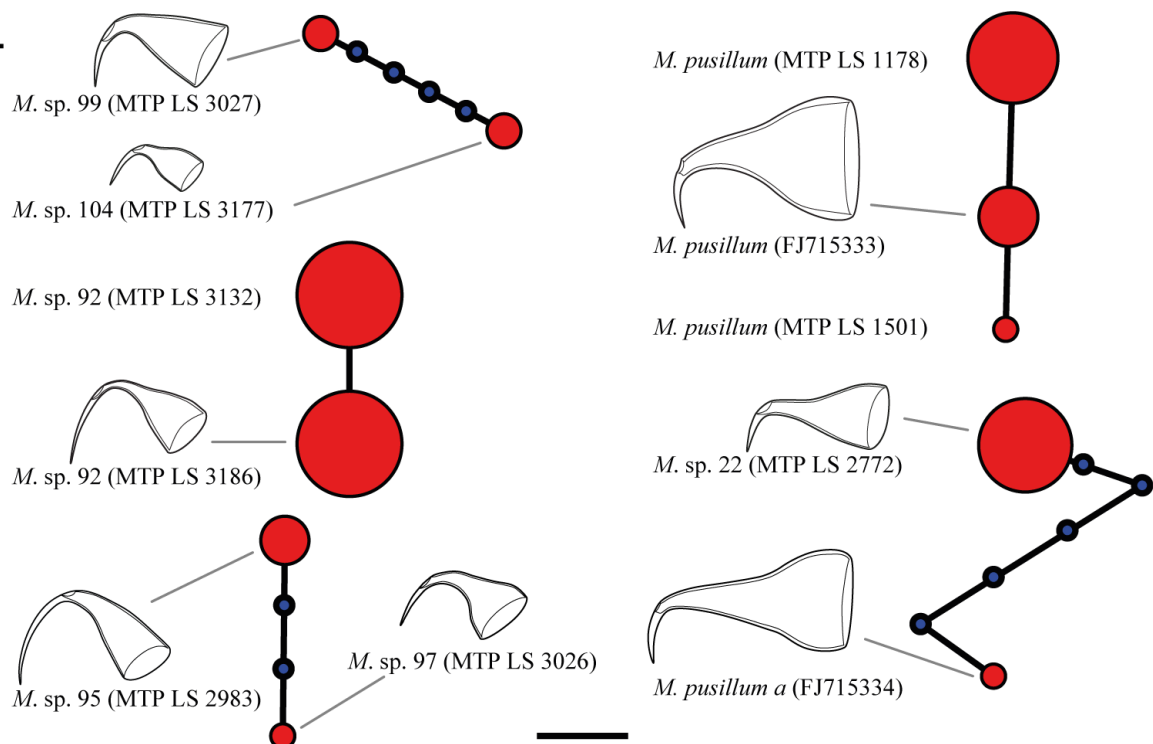 M. sp. 99 (MTP LS 3027)
M. sp. 104 (MTP LS 3177)
M. sp. 92 (MTP LS 3132)
M. sp. 92 (MTP LS 3186)
M. sp. 95 (MTP LS 2983)
M. sp. 97 (MTP LS 3026)
M. pusillum (MTP LS 1178)
M. pusillum (FJ715333)
M. pusillum (MTP LS 1501)
M. sp. 22 (MTP LS 2772)
M. pusillum a (FJ715334)